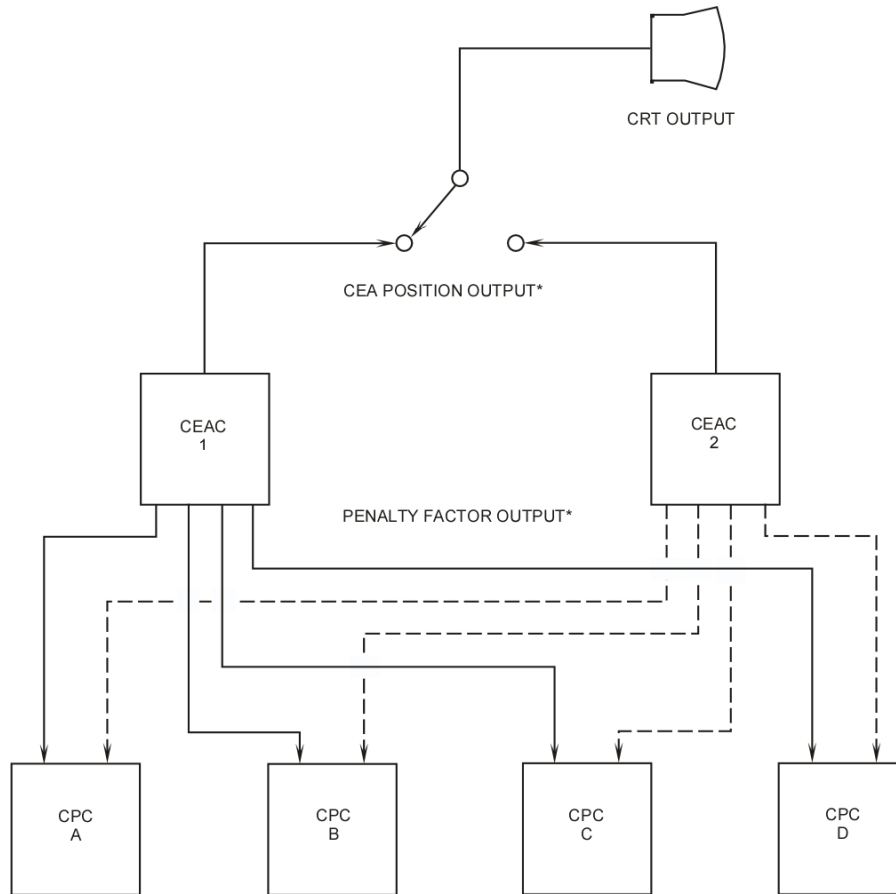 CRT OUTPUT
CEA POSITION OUTPUT*
CEAC
1
CEAC
2
PENALTY FACTOR OUTPUT*
CPC
A
CPC
B
CPC
C
CPC
D